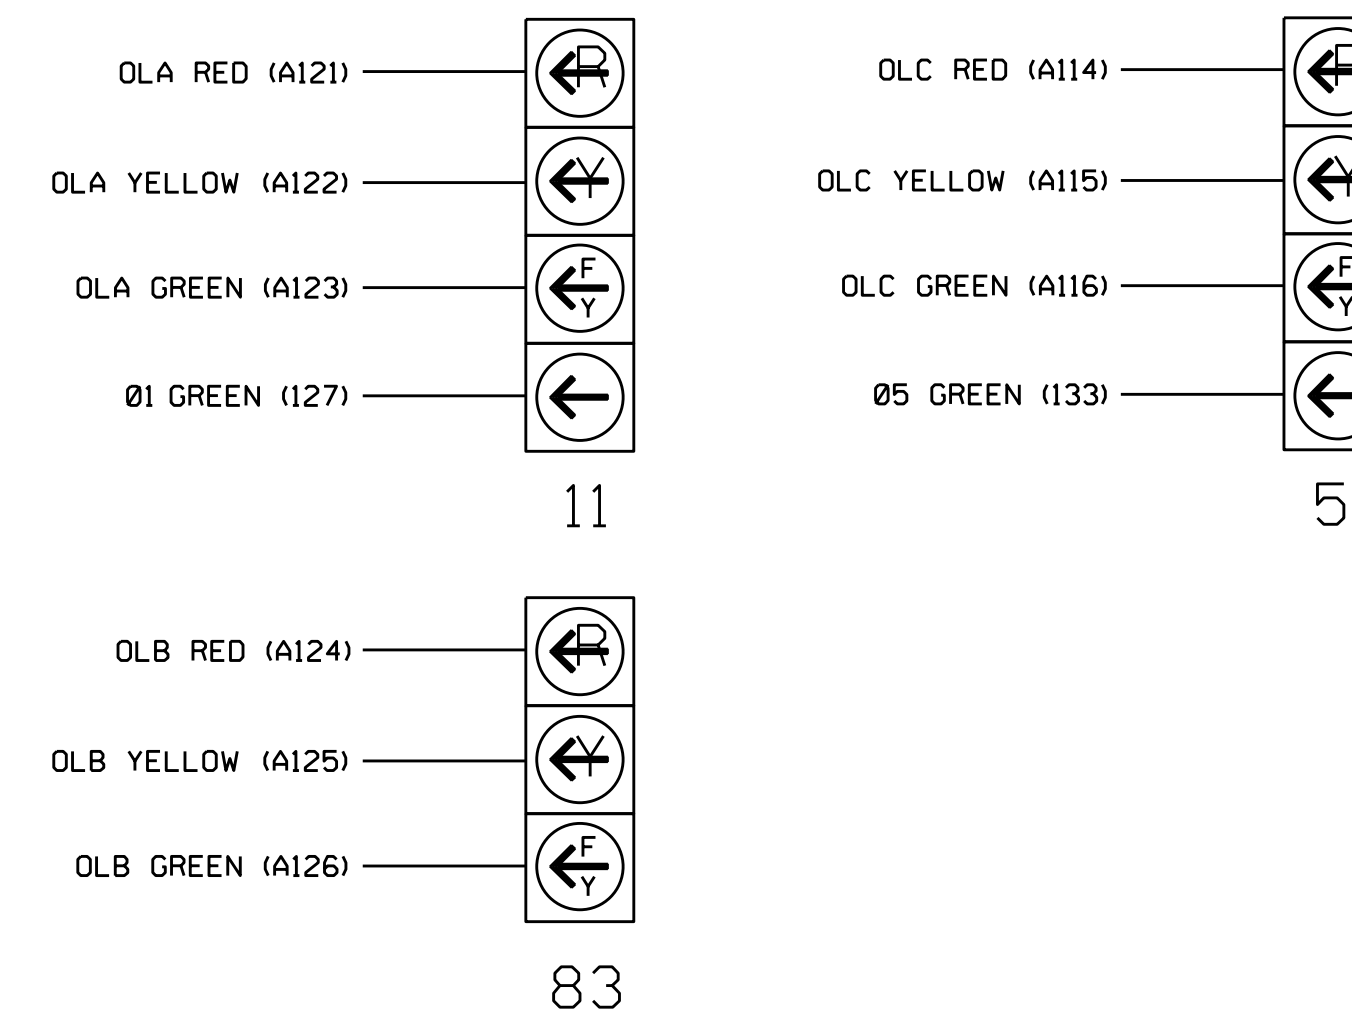 OLA RED (A121)
R
OLA YELLOW (A122)
Y
OLA GREEN (A123)
F
Y
Ø1 GREEN (127)
11
OLC RED (A114)
OLC YELLOW (A115)
Y
OLC GREEN (A116)
F
Y
Ø5 GREEN (133)
5
OLB RED (A124)
R
OLB YELLOW (A125)
Y
OLB GREEN (A126)
F
Y
83